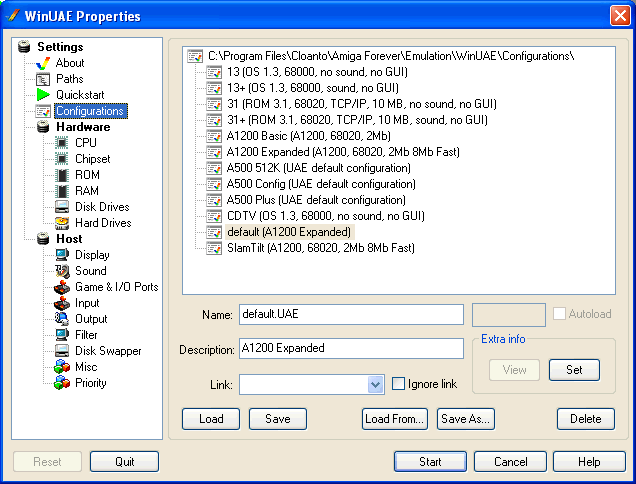 WinUAE Properties
Settings
About
Paths
Quickstart
Configurations
Hardware
CPU
Chipset
ROM
RAM
Disk Drives
Hard Drives
Host
Display
Sound
Game & I/O Ports
Input
Output
Filter
Disk Swapper
Misc
Priority
C:\Program Files\Cloanto\Amiga Forever\Emulation\WinUAE\Configurations\
13 (OS 1.3, 68000, no sound, no GUI)
13+ (OS 1.3, 68000, sound, no GUI)
31 (ROM 3.1, 68020, TCP/IP, 10 MB, no sound, no GUI)
31+ (ROM 3.1, 68020, TCP/IP, 10 MB, sound, no GUI)
A1200 Basic (A1200, 68020, 2Mb)
A1200 Expanded (A1200, 68020, 2Mb 8Mb Fast)
A500 512K (UAE default configuration)
A500 Config (UAE default configuration)
A500 Plus (UAE default configuration)
CDTV (OS 1.3, 68000, no sound, no GUI)
default (A1200 Expanded)
SlamTilt (A1200, 68020, 2Mb 8Mb Fast)
Name: default.UAE Autoload
Description: A1200 Expanded
Extra info
View Set
Link: Ignore link
Load Save Load From... Save As... Delete
Reset Quit Start Cancel Help